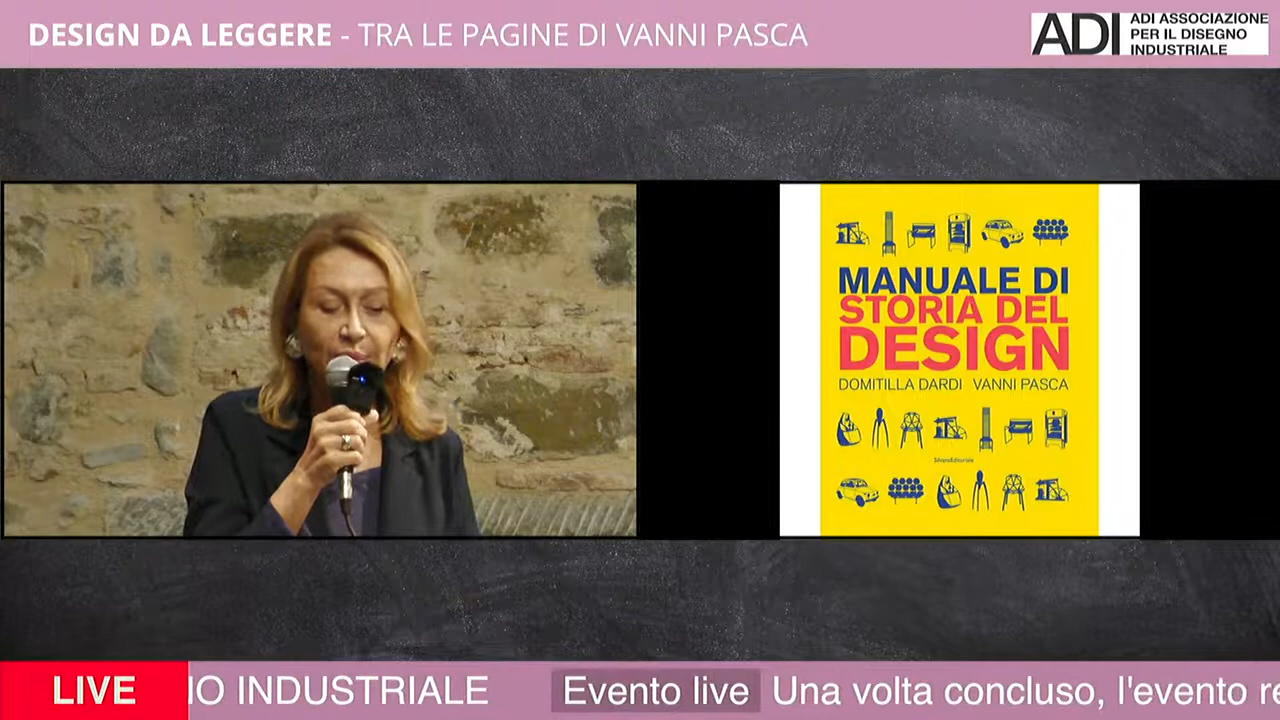 DESIGN DA LEGGERE - TRA LE PAGINE DI VANNI PASCA
ADI
ADI ASSOCIAZIONE
PER IL DISEGNO
INDUSTRIALE
MANUALE DI
STORIA DEL
DESIGN
DOMITILLA DARDI VANNI PASCA
SilvanaEditoriale
LIVE
IO INDUSTRIALE
Evento live
Una volta concluso, l'evento re